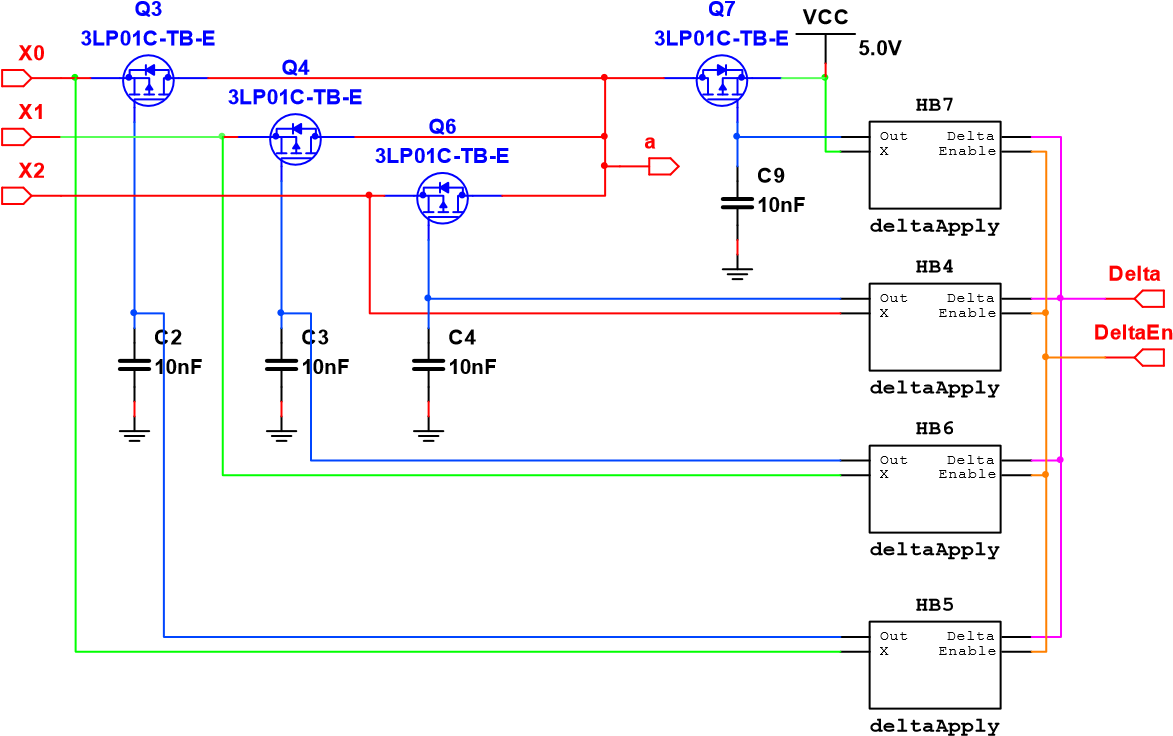 Q3
3LP01C-TB-E
Q7
3LP01C-TB-E
VCC
5.0V
X0
Q4
3LP01C-TB-E
X1
Q6
3LP01C-TB-E
X2
a
C9
10nF
HB7
Out Delta
X Enable
deltaApply
HB4
Out Delta
X Enable
deltaApply
Delta
DeltaEn
C2
10nF
C3
10nF
C4
10nF
HB6
Out Delta
X Enable
deltaApply
HB5
Out Delta
X Enable
deltaApply